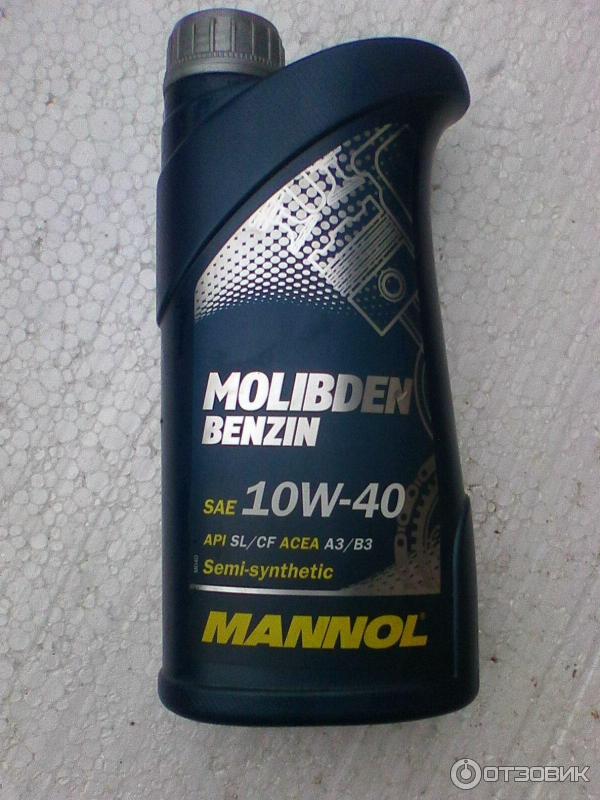 MOLIBDEN
BENZIN
SAE 10W-40
API SL/CF ACEA A3/B3
Semi-synthetic
MANNOL
ОТЗОВИК